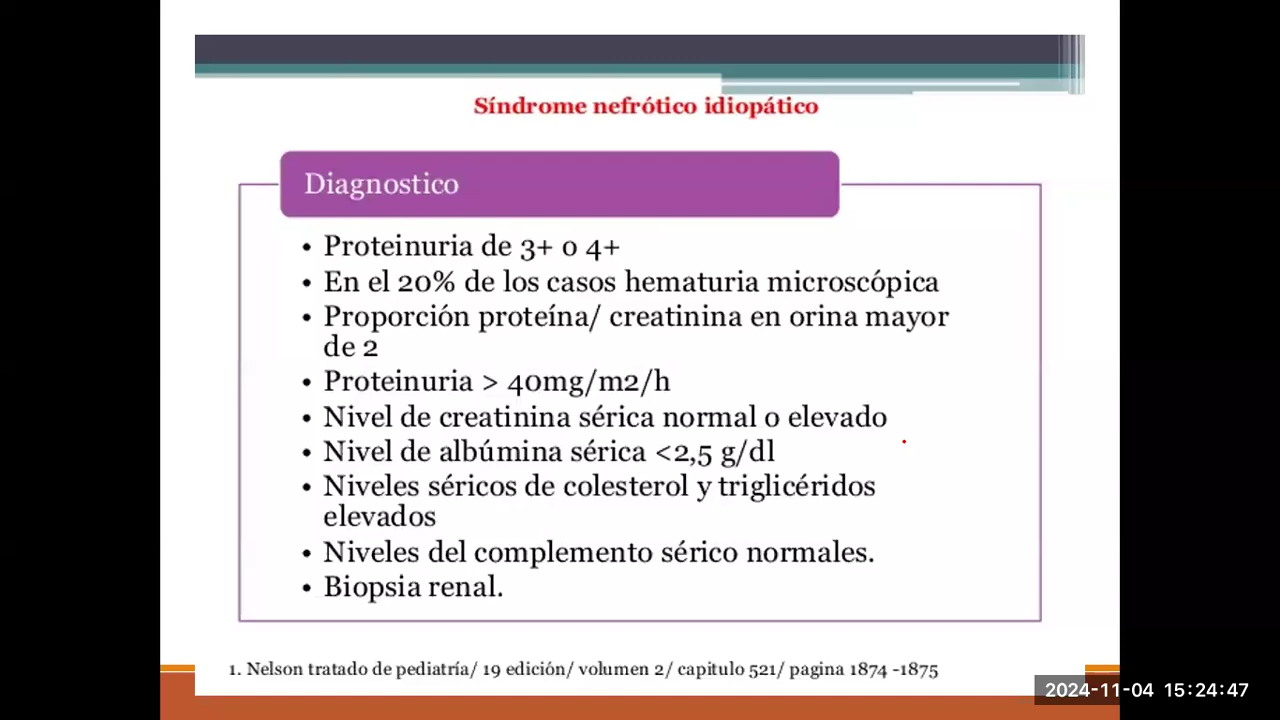 Síndrome nefrótico idiopático
Diagnostico
• Proteinuria de 3+ o 4+
• En el 20% de los casos hematuria microscópica
• Proporción proteína/ creatinina en orina mayor
de 2
• Proteinuria > 40mg/m2/h
• Nivel de creatinina sérica normal o elevado
• Nivel de albúmina sérica <2,5 g/dl
• Niveles séricos de colesterol y triglicéridos
elevados
• Niveles del complemento sérico normales.
• Biopsia renal.
1. Nelson tratado de pediatría/ 19 edición/ volumen 2/ capitulo 521/ pagina 1874 -1875
2024-11-04 15:24:47